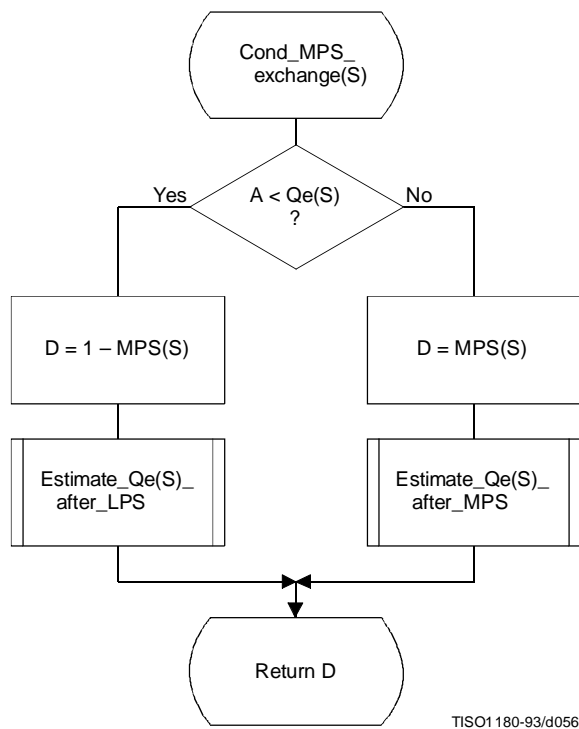 Cond_MPS_
exchange(S)
A < Qe(S)
?
Yes
No
D = 1 – MPS(S)
D = MPS(S)
Estimate_Qe(S)_
after_LPS
Estimate_Qe(S)_
after_MPS
Return D
TISO1180-93/d056